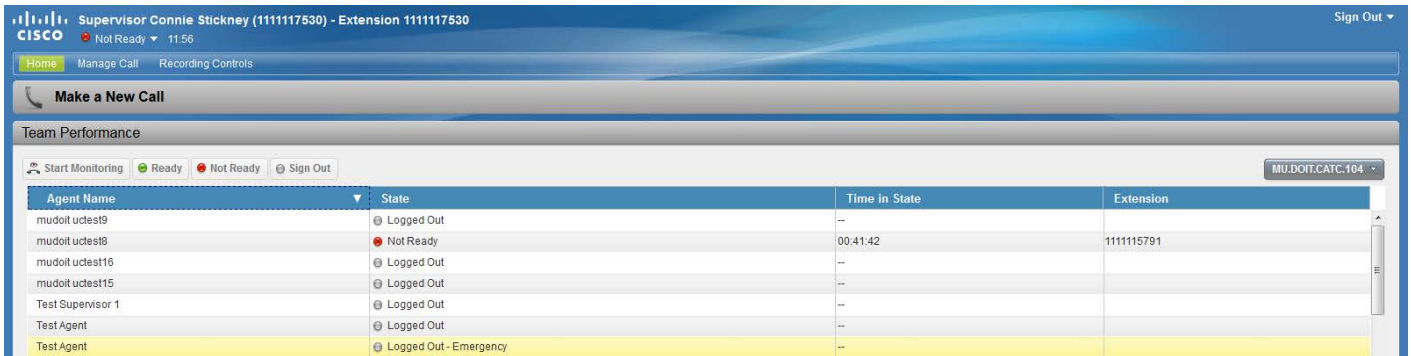 Supervisor Connie Stickney (1111117530) - Extension 1111117530 Sign Out
CISCO Not Ready 11:56
Home Manage Call Recording Controls
Make a New Call
Team Performance
Start Monitoring Ready Not Ready Sign Out MU.DOIT.CATC.104
Agent Name State Time in State Extension
mudoit uctest9 Logged Out --
mudoit uctest8 Not Ready 00:41:42 1111115791
mudoit uctest16 Logged Out --
mudoit uctest15 Logged Out --
Test Supervisor 1 Logged Out --
Test Agent Logged Out --
Test Agent Logged Out - Emergency --